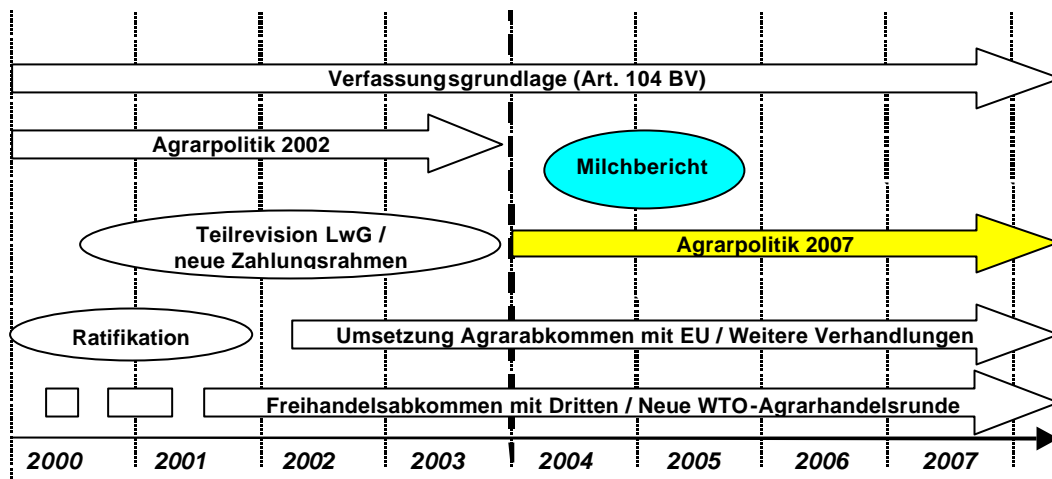 Verfassungsgrundlage (Art. 104 BV)
Agrarpolitik 2002
Milchbericht
Teilrevision LwG /
neue Zahlungsrahmen
Agrarpolitik 2007
Ratifikation
Umsetzung Agrarabkommen mit EU / Weitere Verhandlungen
Freihandelsabkommen mit Dritten / Neue WTO-Agrarhandelsrunde
2000 2001 2002 2003 2004 2005 2006 2007